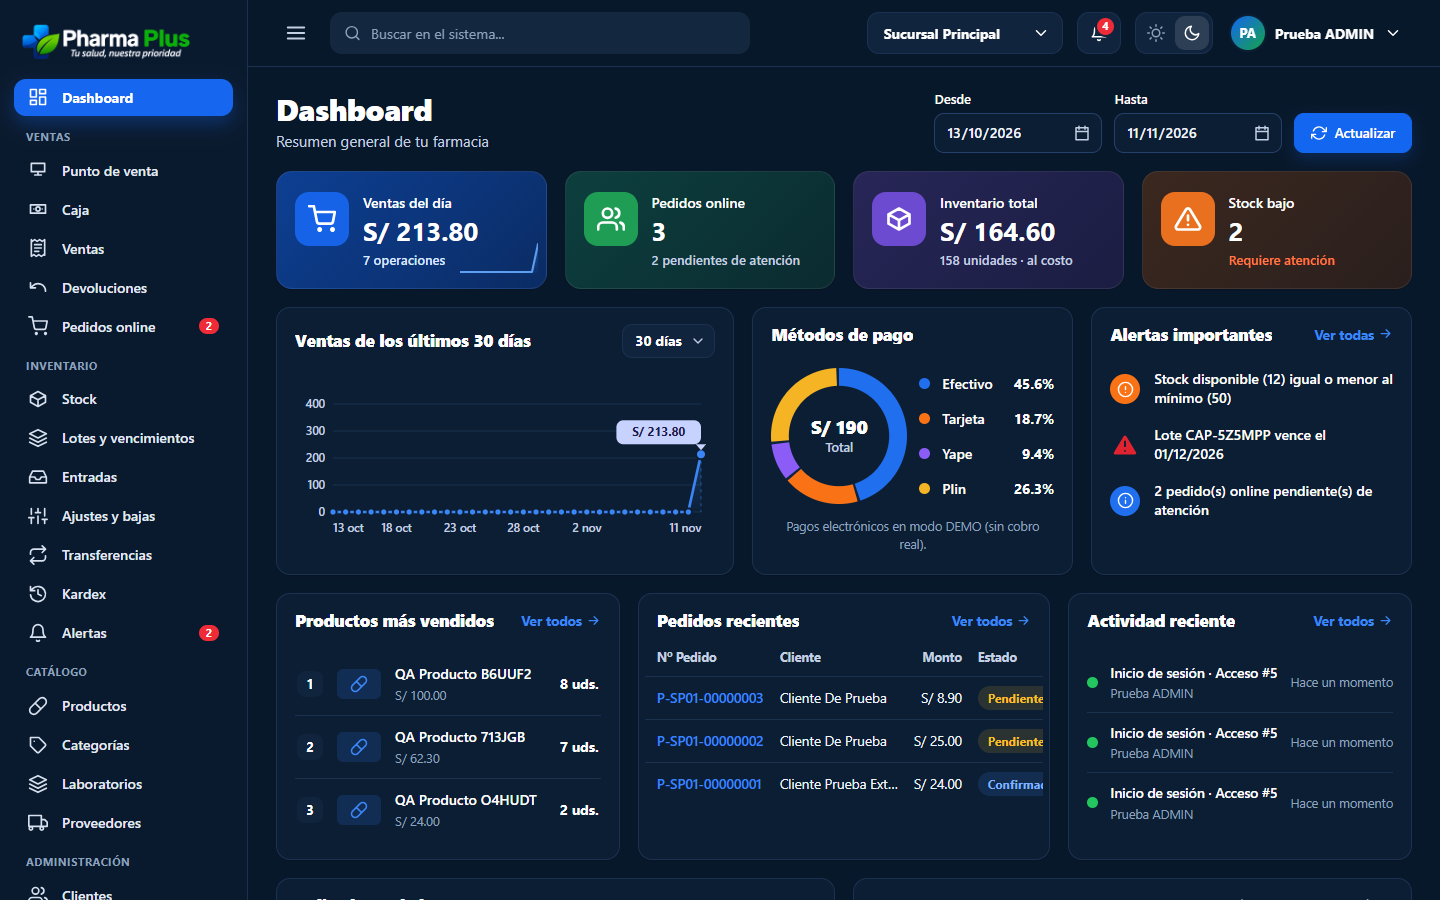 Pharma Plus
Tu salud, nuestra prioridad
Buscar en el sistema...
Sucursal Principal
4
PA
Prueba ADMIN
Dashboard
VENTAS
Punto de venta
Caja
Ventas
Devoluciones
Pedidos online
2
INVENTARIO
Stock
Lotes y vencimientos
Entradas
Ajustes y bajas
Transferencias
Kardex
Alertas
2
CATÁLOGO
Productos
Categorías
Laboratorios
Proveedores
ADMINISTRACIÓN
Clientes
Dashboard
Resumen general de tu farmacia
Desde
13/10/2026
Hasta
11/11/2026
Actualizar
Ventas del día
S/ 213.80
7 operaciones
Pedidos online
3
2 pendientes de atención
Inventario total
S/ 164.60
158 unidades · al costo
Stock bajo
2
Requiere atención
Ventas de los últimos 30 días
30 días
400
300
200
100
0
S/ 213.80
13 oct
18 oct
23 oct
28 oct
2 nov
11 nov
Métodos de pago
S/ 190
Total
Efectivo 45.6%
Tarjeta 18.7%
Yape 9.4%
Plin 26.3%
Pagos electrónicos en modo DEMO (sin cobro
real).
Alertas importantes
Ver todas
Stock disponible (12) igual o menor al
mínimo (50)
Lote CAP-5Z5MPP vence el
01/12/2026
2 pedido(s) online pendiente(s) de
atención
Productos más vendidos
Ver todos
1
QA Producto B6UUF2
S/ 100.00
8 uds.
2
QA Producto 713JGB
S/ 62.30
7 uds.
3
QA Producto O4HUDT
S/ 24.00
2 uds.
Pedidos recientes
Ver todos
Nº Pedido Cliente Monto Estado
P-SP01-00000003 Cliente De Prueba S/ 8.90 Pendiente
P-SP01-00000002 Cliente De Prueba S/ 25.00 Pendiente
P-SP01-00000001 Cliente Prueba Ext... S/ 24.00 Confirma
Actividad reciente
Ver todos
Inicio de sesión · Acceso #5
Prueba ADMIN
Hace un momento
Inicio de sesión · Acceso #5
Prueba ADMIN
Hace un momento
Inicio de sesión · Acceso #5
Prueba ADMIN
Hace un momento